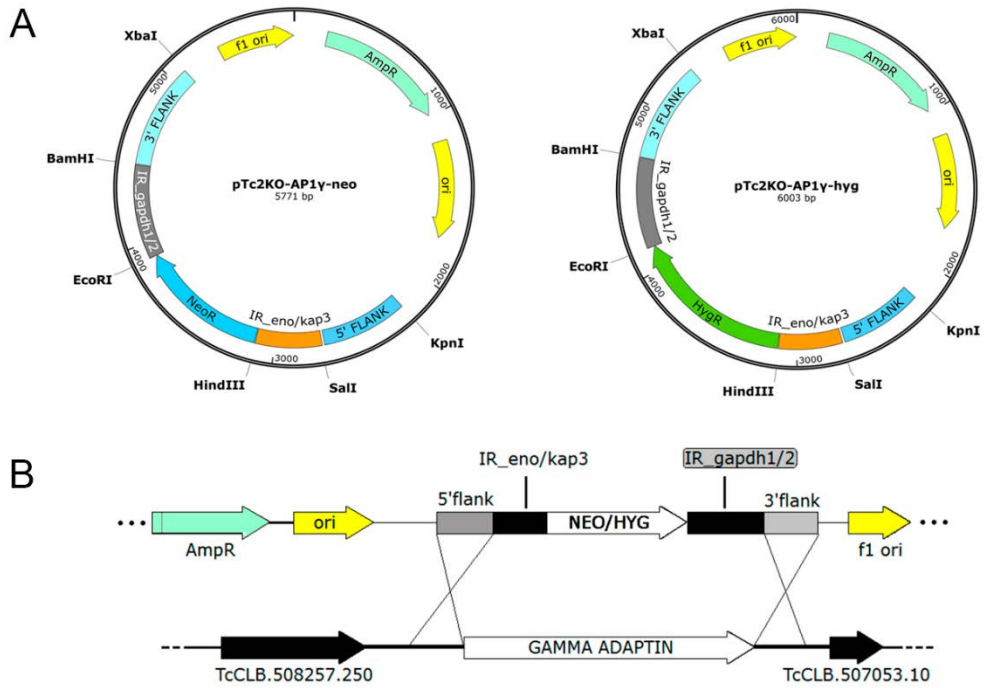 A
XbaI
f1 ori
AmpR
1000
ori
2000
KpnI
5' FLANK
SalI
IR_eno/kap3
3000
HindIII
NeoR
EcoRI
4000
IR_gapdh1/2
BamHI
3' FLANK
5000
pTc2KO-AP1γ-neo
5771 bp
6000
XbaI
f1 ori
AmpR
1000
ori
2000
KpnI
5' FLANK
SalI
IR_eno/kap3
3000
HindIII
HygR
4000
EcoRI
IR_gapdh1/2
BamHI
3' FLANK
5000
pTc2KO-AP1γ-hyg
6003 bp
B
IR_eno/kap3
IR_gapdh1/2
5'flank
3'flank
... ori NEO/HYG ...
AmpR
f1 ori
GAMMA ADAPTIN
TcCLB.508257.250
TcCLB.507053.10